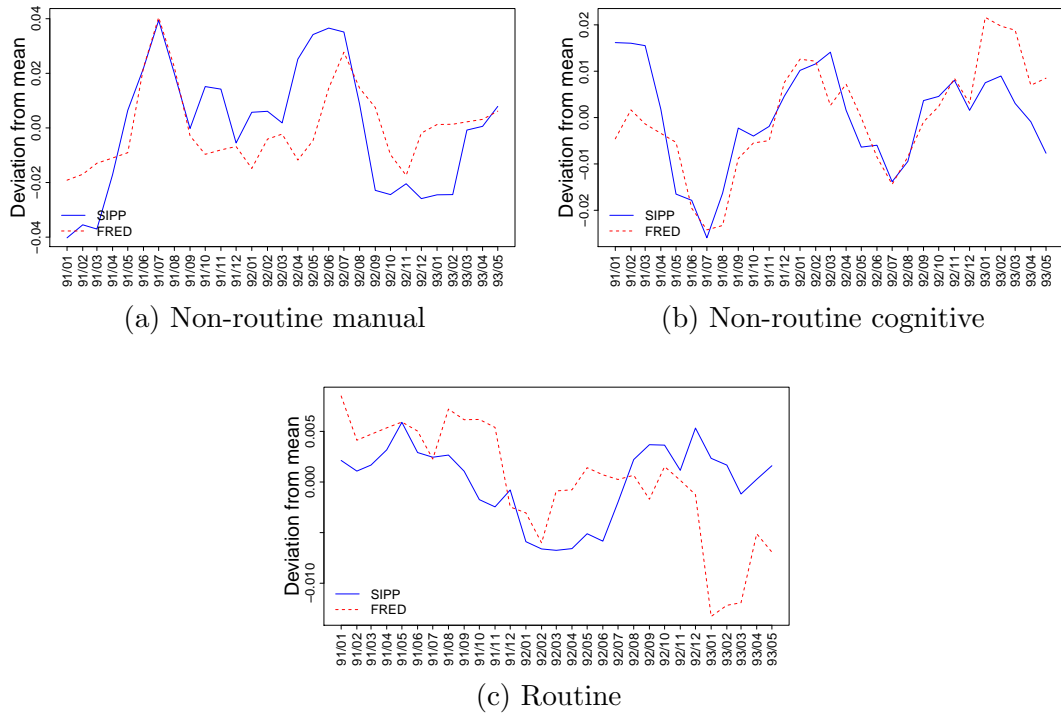 Deviation from mean
0.04
0.02
0.00
−0.02
−0.04
SIPP
FRED
91/01 91/02 91/03 91/04 91/05 91/06 91/07 91/08 91/09 91/10 91/11 91/12 92/01 92/02 92/03 92/04 92/05 92/06 92/07 92/08 92/09 92/10 92/11 92/12 93/01 93/02 93/03 93/04 93/05
(a) Non-routine manual
Deviation from mean
0.02
0.01
0.00
−0.01
−0.02
SIPP
FRED
91/01 91/02 91/03 91/04 91/05 91/06 91/07 91/08 91/09 91/10 91/11 91/12 92/01 92/02 92/03 92/04 92/05 92/06 92/07 92/08 92/09 92/10 92/11 92/12 93/01 93/02 93/03 93/04 93/05
(b) Non-routine cognitive
Deviation from mean
0.005
0.000
−0.010
SIPP
FRED
91/01 91/02 91/03 91/04 91/05 91/06 91/07 91/08 91/09 91/10 91/11 91/12 92/01 92/02 92/03 92/04 92/05 92/06 92/07 92/08 92/09 92/10 92/11 92/12 93/01 93/02 93/03 93/04 93/05
(c) Routine